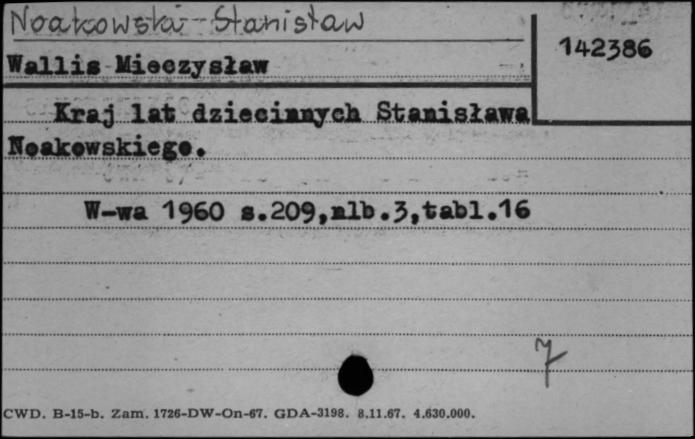 Noakowski Stanisław
142386
Wallis Mieczysław
Kraj lat dziecinnych Stanisława
Noakowskiego.
W-wa 1960 s.209,nlb.3,tabl.16
7
CWD. B-15-b. Zam. 1726-DW-On-67. GDA-3198. 8.11.67. 4.630.000.